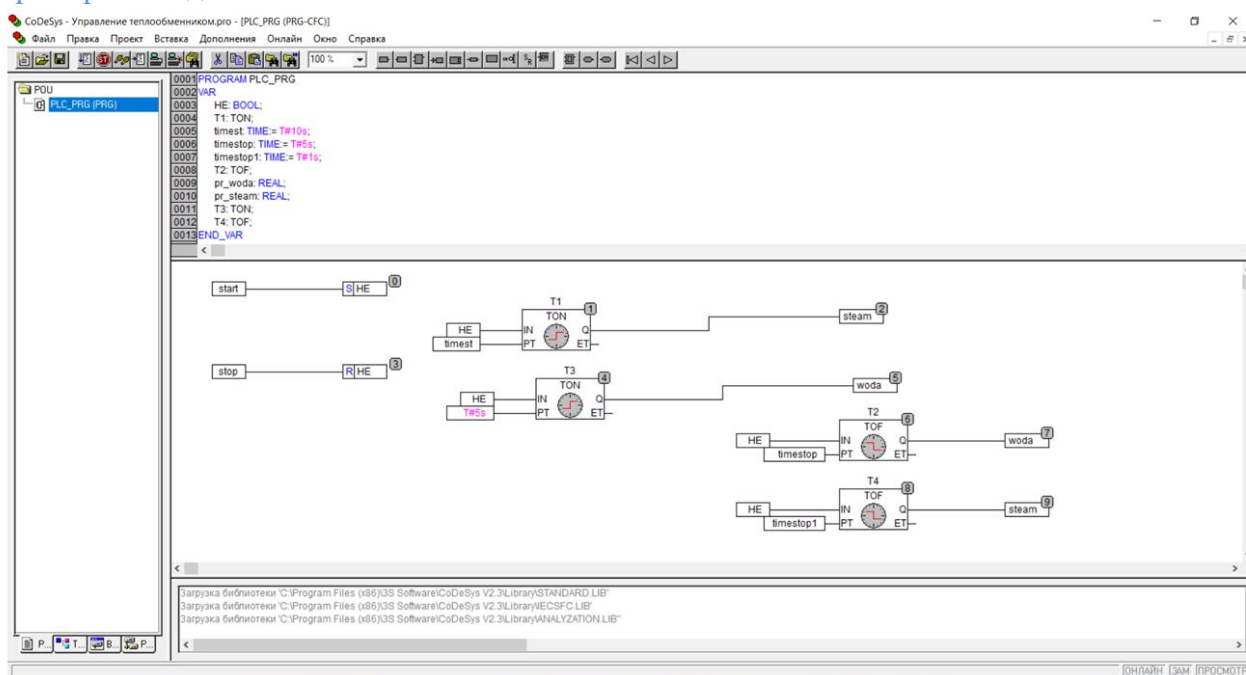 CoDeSys - Управление теплообменником.pro - [PLC_PRG (PRG-CFC)]
Файл Правка Проект Вставка Дополнения Онлайн Окно Справка
100 %
POU
PLC_PRG (PRG)
0001 PROGRAM PLC_PRG
0002 VAR
0003 HE: BOOL;
0004 T1: TON;
0005 timest: TIME:= T#10s;
0006 timestop: TIME:= T#5s;
0007 timestop1: TIME:= T#1s;
0008 T2: TOF;
0009 pr_woda: REAL;
0010 pr_steam: REAL;
0011 T3: TON;
0012 T4: TOF;
0013 END_VAR
start S HE 0
T1
TON 1
HE IN Q steam 2
timest PT ET
stop R HE 3
T3
TON 4
HE IN Q woda 5
T#5s PT ET
T2
TOF 6
HE IN Q woda 7
timestop PT ET
T4
TOF 8
HE IN Q steam 9
timestop1 PT ET
Загрузка библиотеки 'C:\Program Files (x86)\3S Software\CoDeSys V2.3\Library\STANDARD.LIB"
Загрузка библиотеки 'C:\Program Files (x86)\3S Software\CoDeSys V2.3\Library\IECSFC.LIB'
Загрузка библиотеки 'C:\Program Files (x86)\3S Software\CoDeSys V2.3\Library\ANALYZATION.LIB"
P... T... B... P...
ОНЛАЙН ЗАМ ПРОСМОТР